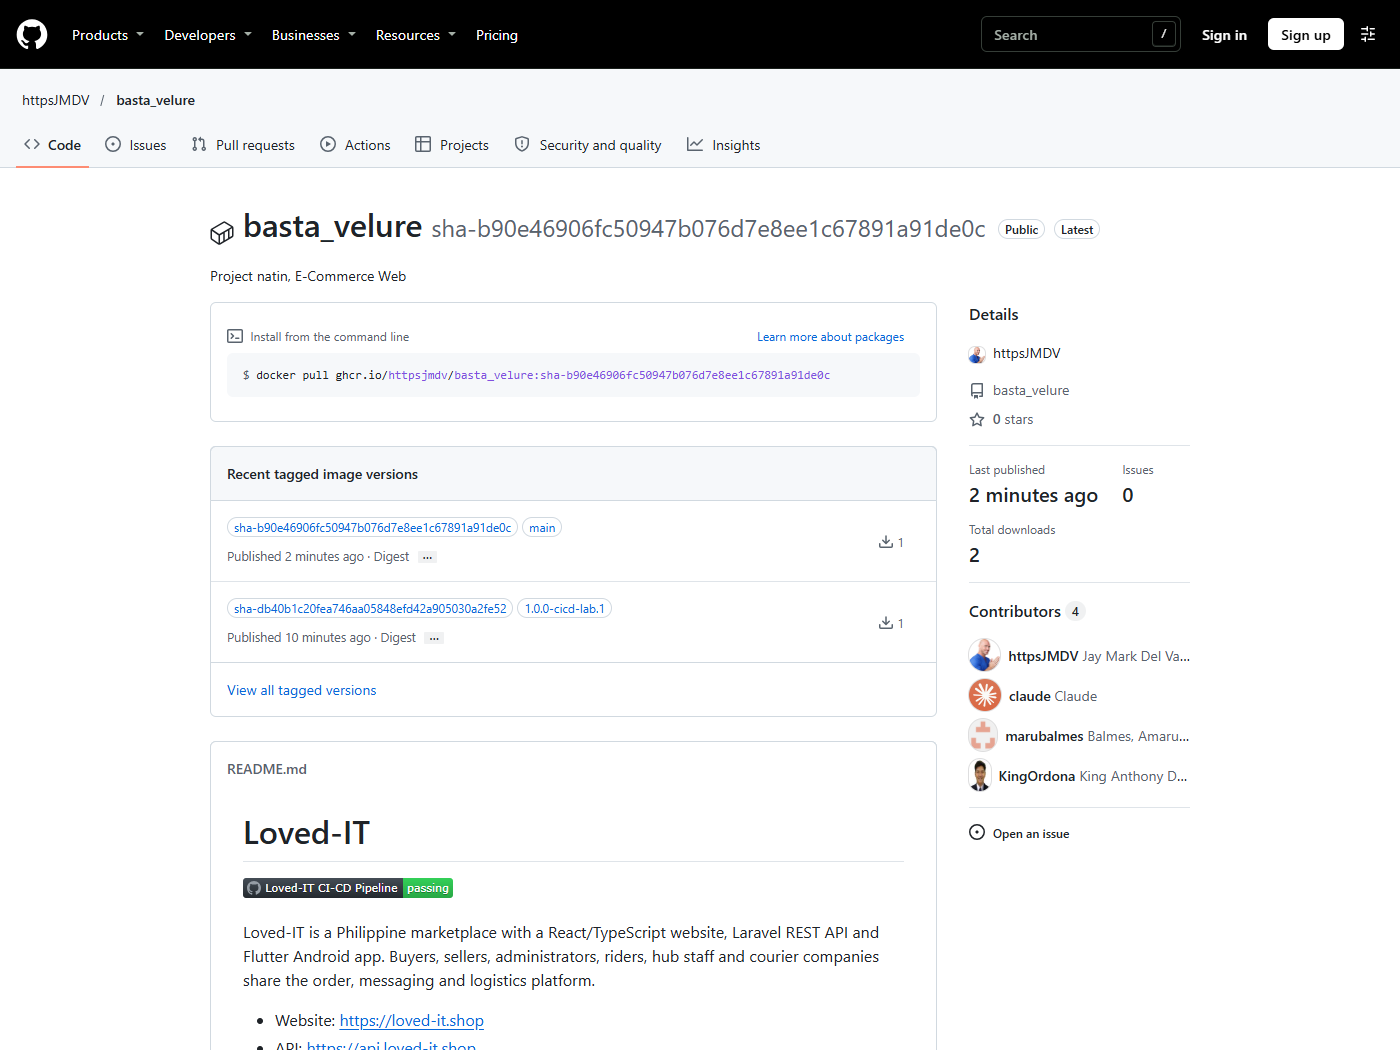 Products Developers Businesses Resources Pricing Search / Sign in Sign up
httpsJMDV / basta_velure
Code Issues Pull requests Actions Projects Security and quality Insights
basta_velure sha-b90e46906fc50947b076d7e8ee1c67891a91de0c Public Latest
Project natin, E-Commerce Web
Install from the command line Learn more about packages
$ docker pull ghcr.io/httpsjmdv/basta_velure:sha-b90e46906fc50947b076d7e8ee1c67891a91de0c
Recent tagged image versions
sha-b90e46906fc50947b076d7e8ee1c67891a91de0c main
Published 2 minutes ago · Digest ...
1
sha-db40b1c20fea746aa05848efd42a905030a2fe52 1.0.0-cicd-lab.1
Published 10 minutes ago · Digest ...
1
View all tagged versions
README.md
Loved-IT
Loved-IT CI-CD Pipeline passing
Loved-IT is a Philippine marketplace with a React/TypeScript website, Laravel REST API and
Flutter Android app. Buyers, sellers, administrators, riders, hub staff and courier companies
share the order, messaging and logistics platform.
• Website: https://loved-it.shop
• API: https://api.loved-it.shop
Details
httpsJMDV
basta_velure
0 stars
Last published Issues
2 minutes ago 0
Total downloads
2
Contributors 4
httpsJMDV Jay Mark Del Va...
claude Claude
marubalmes Balmes, Amaru...
KingOrdona King Anthony D...
Open an issue